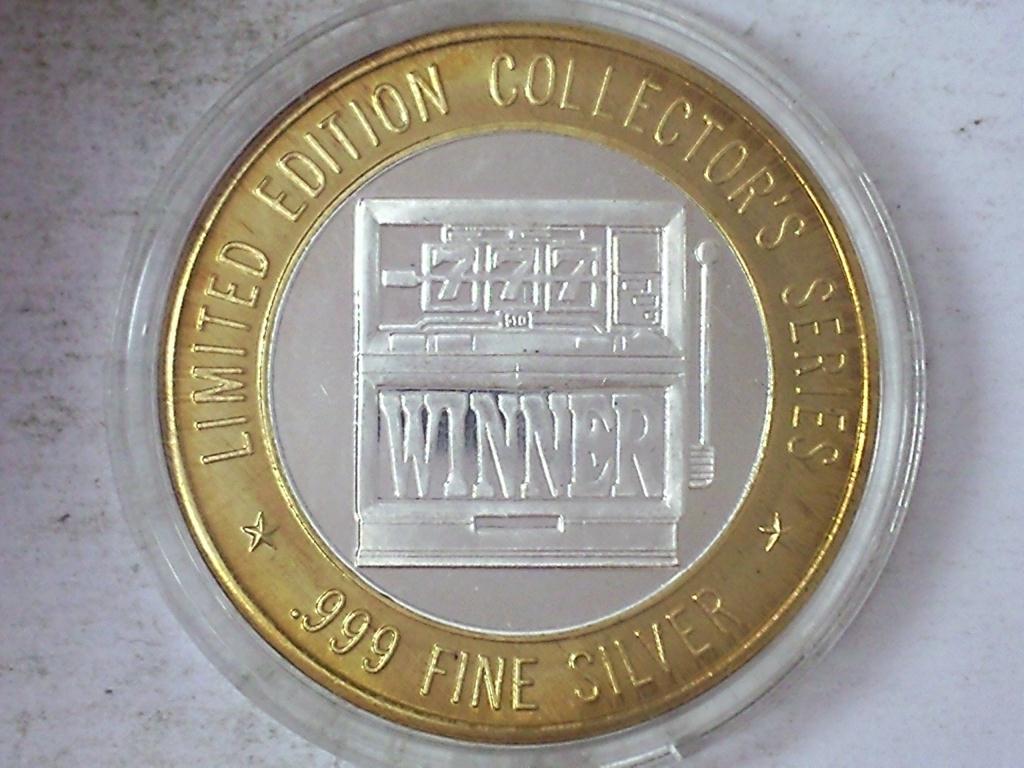 LIMITED EDITION COLLECTOR'S SERIES
777
WINNER
.999 FINE SILVER